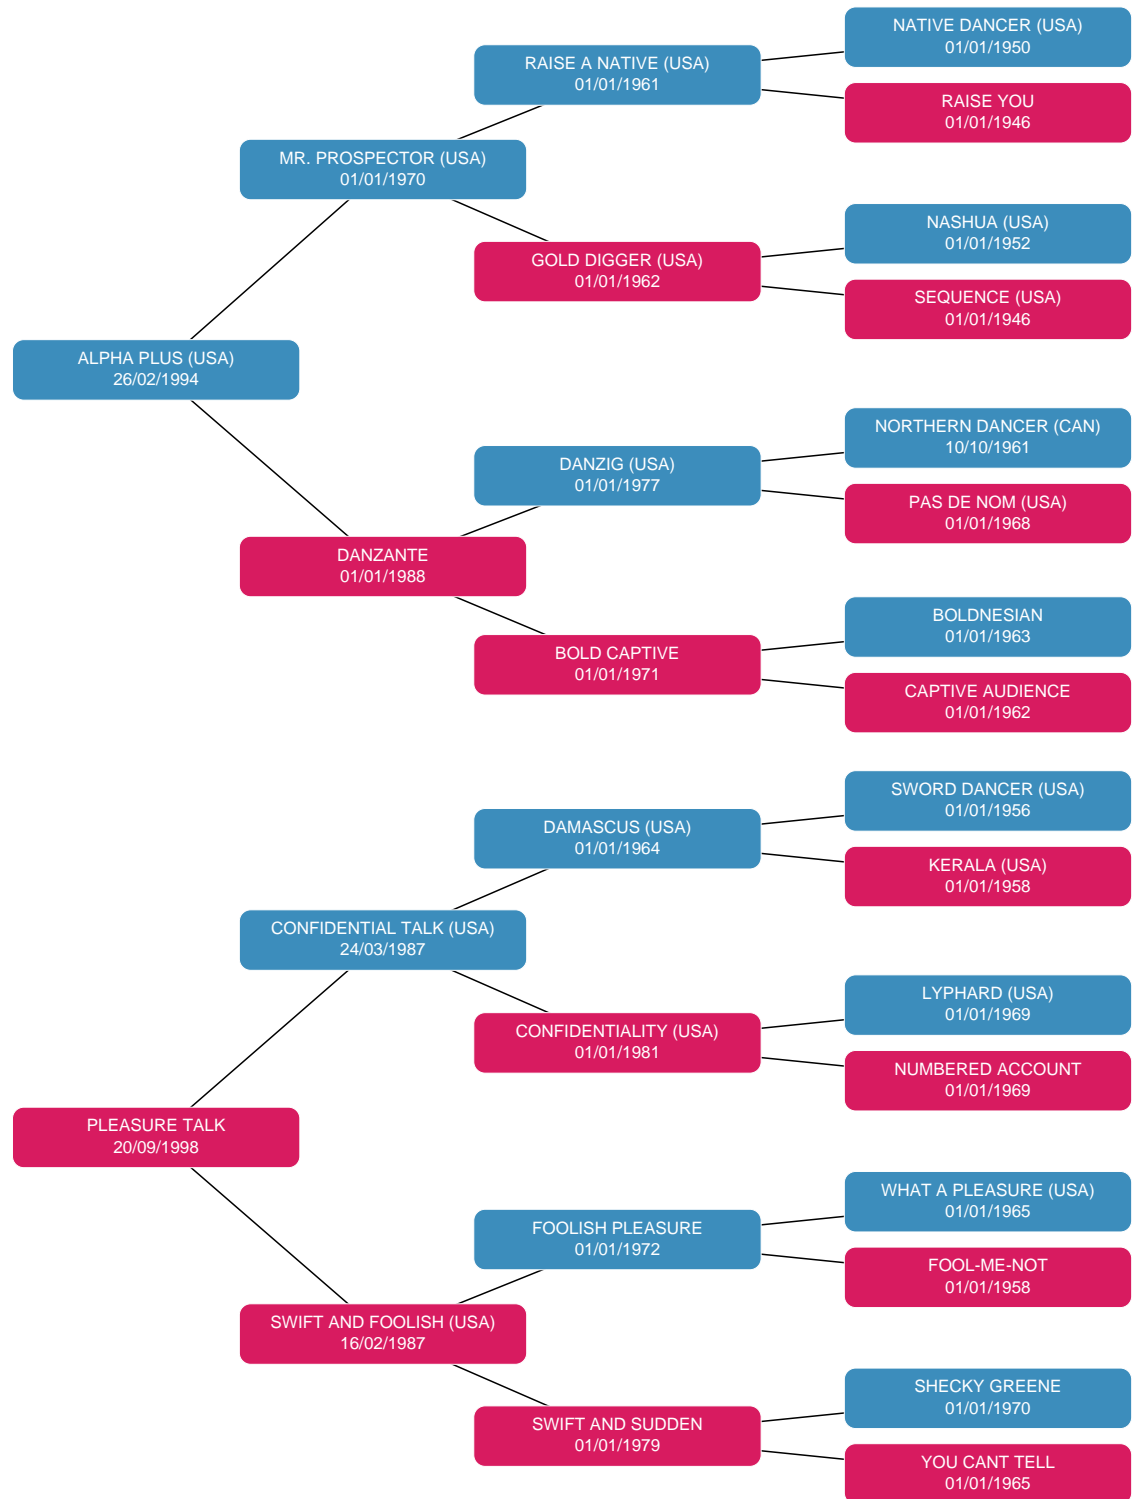 NATIVE DANCER (USA)
01/01/1950
RAISE A NATIVE (USA)
01/01/1961
RAISE YOU
01/01/1946
MR. PROSPECTOR (USA)
01/01/1970
NASHUA (USA)
01/01/1952
GOLD DIGGER (USA)
01/01/1962
SEQUENCE (USA)
01/01/1946
ALPHA PLUS (USA)
26/02/1994
NORTHERN DANCER (CAN)
10/10/1961
DANZIG (USA)
01/01/1977
PAS DE NOM (USA)
01/01/1968
DANZANTE
01/01/1988
BOLDNESIAN
01/01/1963
BOLD CAPTIVE
01/01/1971
CAPTIVE AUDIENCE
01/01/1962
SWORD DANCER (USA)
01/01/1956
DAMASCUS (USA)
01/01/1964
KERALA (USA)
01/01/1958
CONFIDENTIAL TALK (USA)
24/03/1987
LYPHARD (USA)
01/01/1969
CONFIDENTIALITY (USA)
01/01/1981
NUMBERED ACCOUNT
01/01/1969
PLEASURE TALK
20/09/1998
WHAT A PLEASURE (USA)
01/01/1965
FOOLISH PLEASURE
01/01/1972
FOOL-ME-NOT
01/01/1958
SWIFT AND FOOLISH (USA)
16/02/1987
SHECKY GREENE
01/01/1970
SWIFT AND SUDDEN
01/01/1979
YOU CANT TELL
01/01/1965